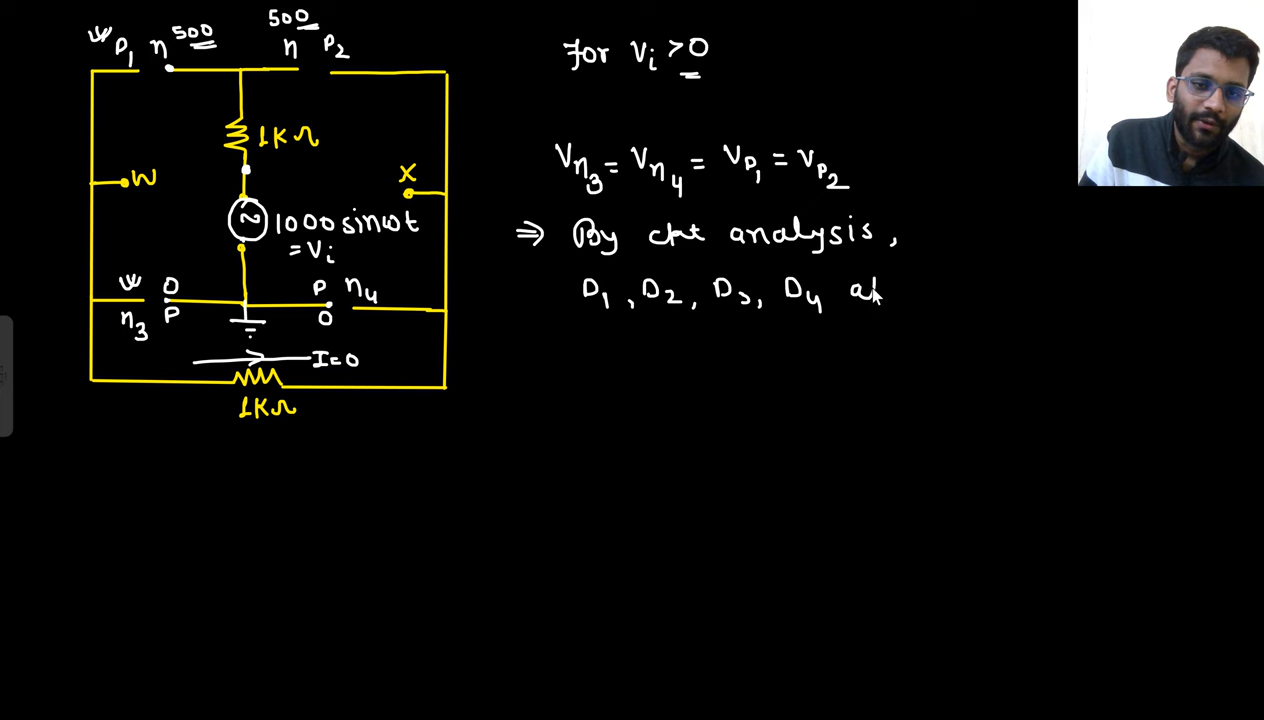 P1 n 500 500 n P2
1KΩ
W X
1000 sinωt
= Vi
0 P n4
n3 P 0
I=0
1KΩ
For Vi > 0
Vn3 = Vn4 = VP1 = VP2
⇒ By ckt analysis,
D1, D2, D3, D4 a